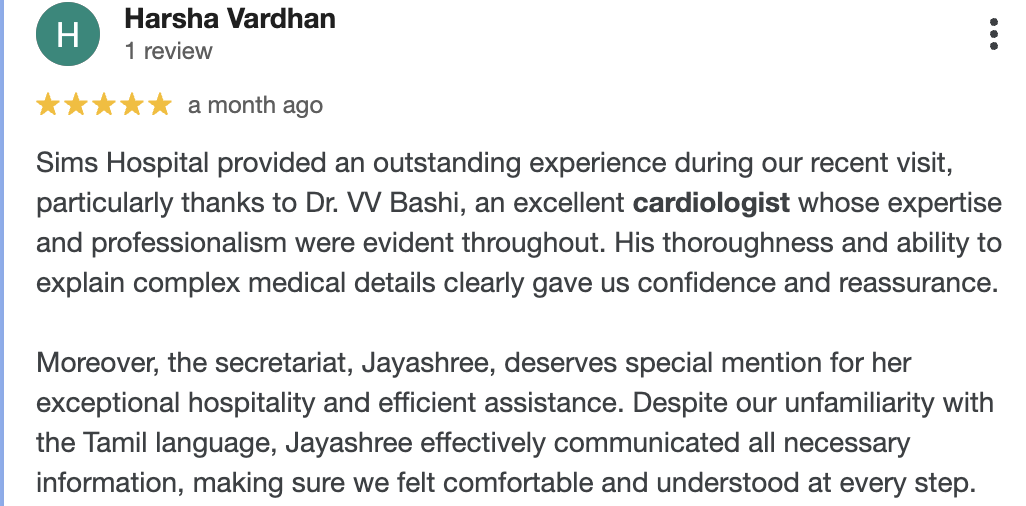 H
Harsha Vardhan
1 review
a month ago
Sims Hospital provided an outstanding experience during our recent visit,
particularly thanks to Dr. VV Bashi, an excellent cardiologist whose expertise
and professionalism were evident throughout. His thoroughness and ability to
explain complex medical details clearly gave us confidence and reassurance.
Moreover, the secretariat, Jayashree, deserves special mention for her
exceptional hospitality and efficient assistance. Despite our unfamiliarity with
the Tamil language, Jayashree effectively communicated all necessary
information, making sure we felt comfortable and understood at every step.